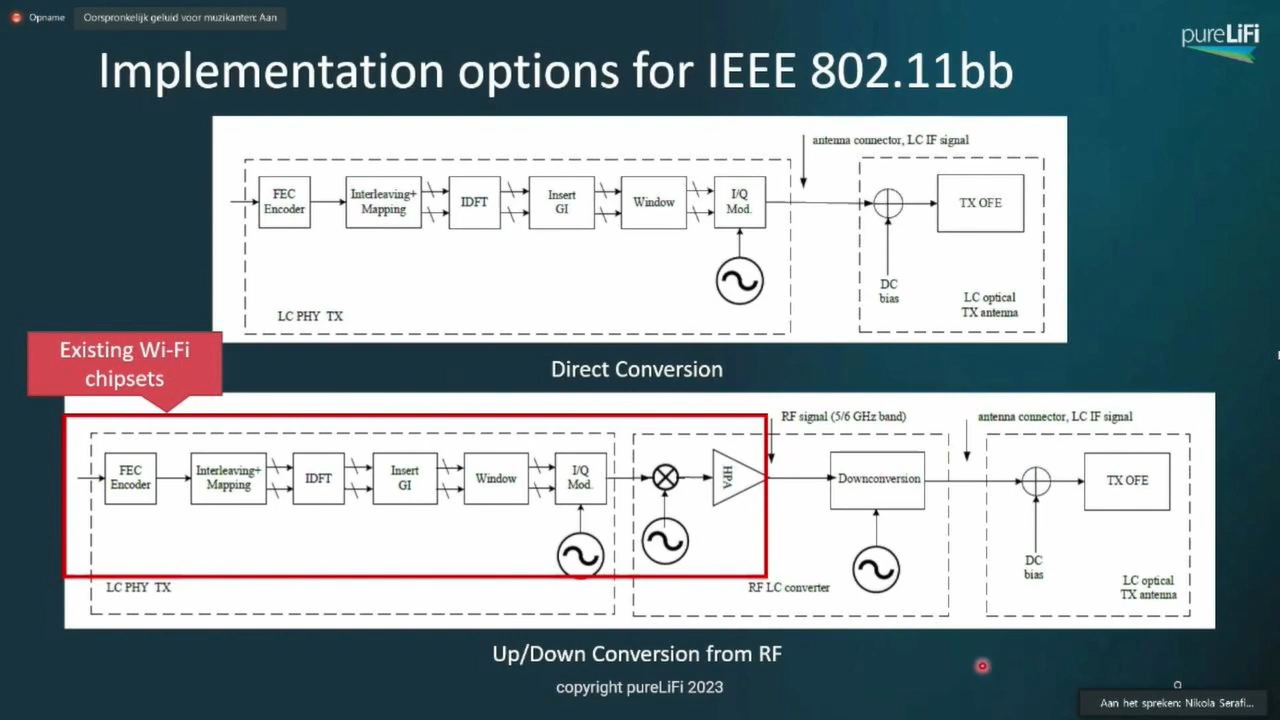 Opname
Oorspronkelijk geluid voor muzikanten: Aan
pureLiFi
Implementation options for IEEE 802.11bb
antenna connector, LC IF signal
FEC
Encoder
Interleaving+
Mapping
IDFT
Insert
GI
Window
I/Q
Mod.
TX OFE
DC
bias
LC PHY TX
LC optical
TX antenna
Direct Conversion
Existing Wi-Fi
chipsets
RF signal (5/6 GHz band)
antenna connector, LC IF signal
FEC
Encoder
Interleaving+
Mapping
IDFT
Insert
GI
Window
I/Q
Mod.
HPA
Downconversion
TX OFE
DC
bias
LC PHY TX
RF LC converter
LC optical
TX antenna
Up/Down Conversion from RF
copyright pureLiFi 2023
Aan het spreken: Nikola Serafi...